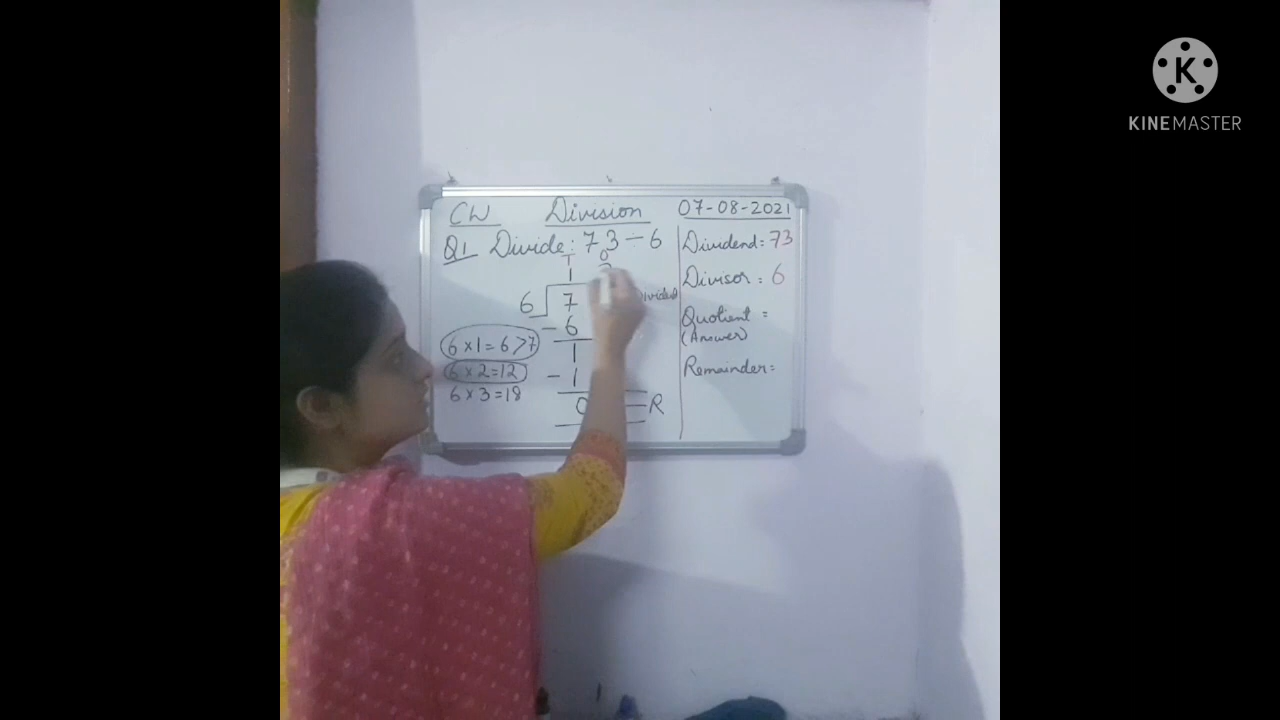 CW Division 07-08-2021
Q1 Divide: 73 ÷ 6
T O
1
6 7
- 6
1
- 1
0 R
6 x 1 = 6 > 7
6 x 2 = 12
6 x 3 = 18
Dividend = 73
Divisor = 6
Quotient =
(Answer)
Remainder =
KINEMASTER